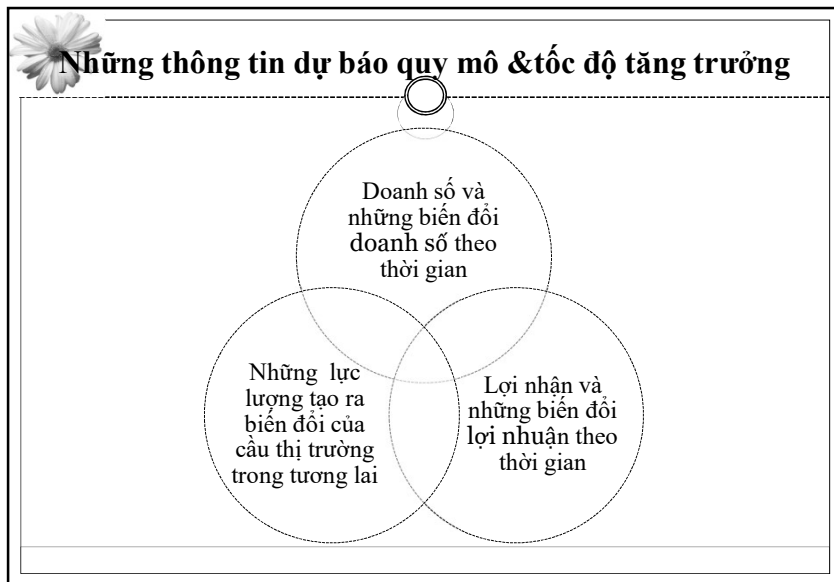 Những thông tin dự báo quy mô &tốc độ tăng trưởng
Doanh số và
những biến đổi
doanh số theo
thời gian
Những lực
lượng tạo ra
biến đổi của
cầu thị trường
trong tương lai
Lợi nhận và
những biến đổi
lợi nhuận theo
thời gian